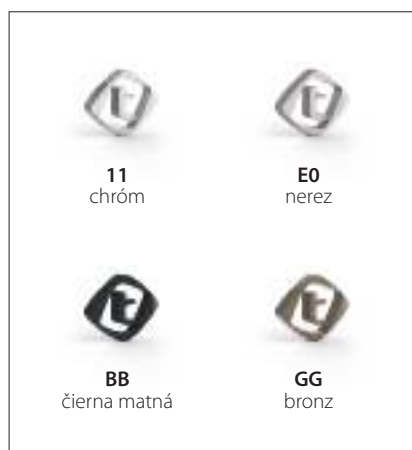 11
chróm
E0
nerez
BB
čierna matná
GG
bronz